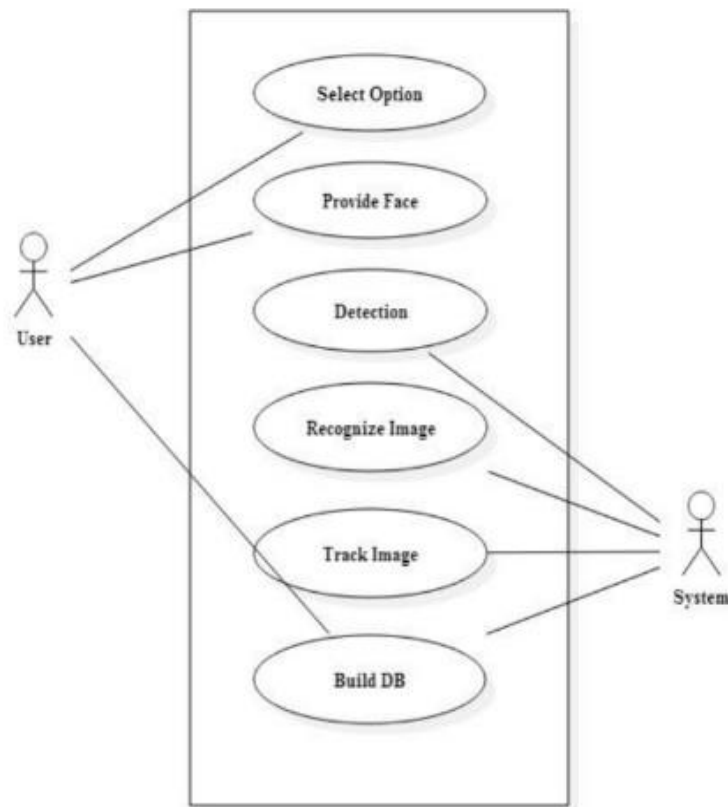 Select Option
Provide Face
Detection
User
Recognize Image
Track Image
System
Build DB